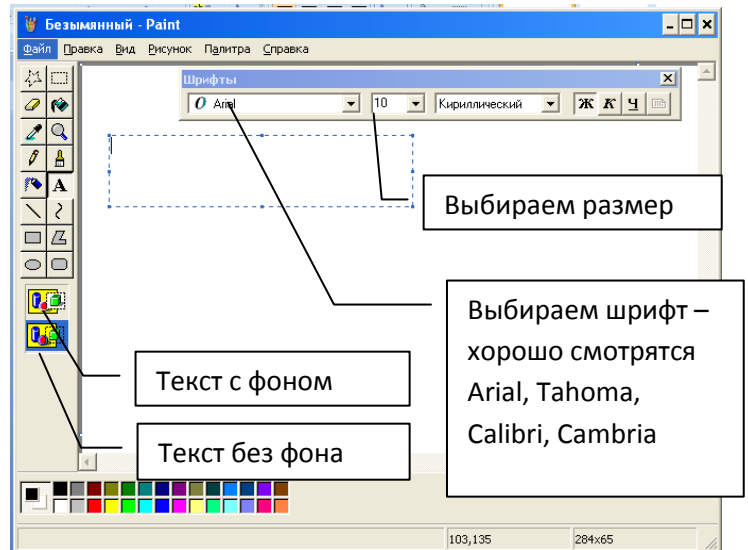 Безымянный - Paint
Файл Правка Вид Рисунок Палитра Справка
Шрифты
O Arial 10 Кириллический Ж К Ч
A
Выбираем размер
Выбираем шрифт –
хорошо смотрятся
Arial, Tahoma,
Calibri, Cambria
Текст с фоном
Текст без фона
103,135 284x65